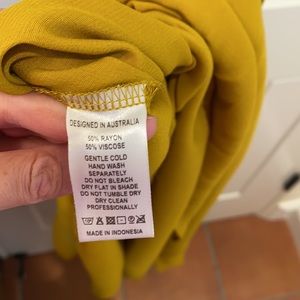 DESIGNED IN AUSTRALIA
50% RAYON
50% VISCOSE
GENTLE COLD
HAND WASH
SEPARATELY
DO NOT BLEACH
DRY FLAT IN SHADE
DO NOT TUMBLE DRY
DRY CLEAN
PROFESSIONALLY
MADE IN INDONESIA